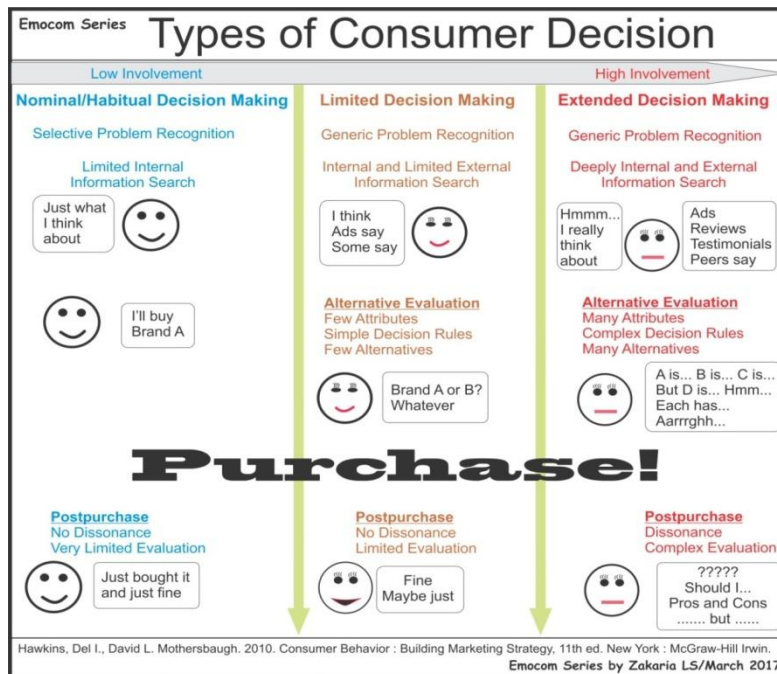 Emocom Series
Types of Consumer Decision
Low Involvement
High Involvement
Nominal/Habitual Decision Making
Selective Problem Recognition
Limited Internal
Information Search
Just what
I think
about
I'll buy
Brand A
Limited Decision Making
Generic Problem Recognition
Internal and Limited External
Information Search
I think
Ads say
Some say
Alternative Evaluation
Few Attributes
Simple Decision Rules
Few Alternatives
Brand A or B?
Whatever
Extended Decision Making
Generic Problem Recognition
Deeply Internal and External
Information Search
Hmmm...
I really
think
about
Ads
Reviews
Testimonials
Peers say
Alternative Evaluation
Many Attributes
Complex Decision Rules
Many Alternatives
A is... B is... C is...
But D is... Hmm...
Each has...
Aarrrghh...
Purchase!
Postpurchase
No Dissonance
Very Limited Evaluation
Just bought it
and just fine
Postpurchase
No Dissonance
Limited Evaluation
Fine
Maybe just
Postpurchase
Dissonance
Complex Evaluation
?????
Should I...
Pros and Cons
....... but ......
Hawkins, Del I., David L. Mothersbaugh. 2010. Consumer Behavior : Building Marketing Strategy, 11th ed. New York : McGraw-Hill Irwin.
Emocom Series by Zakaria LS/March 2017